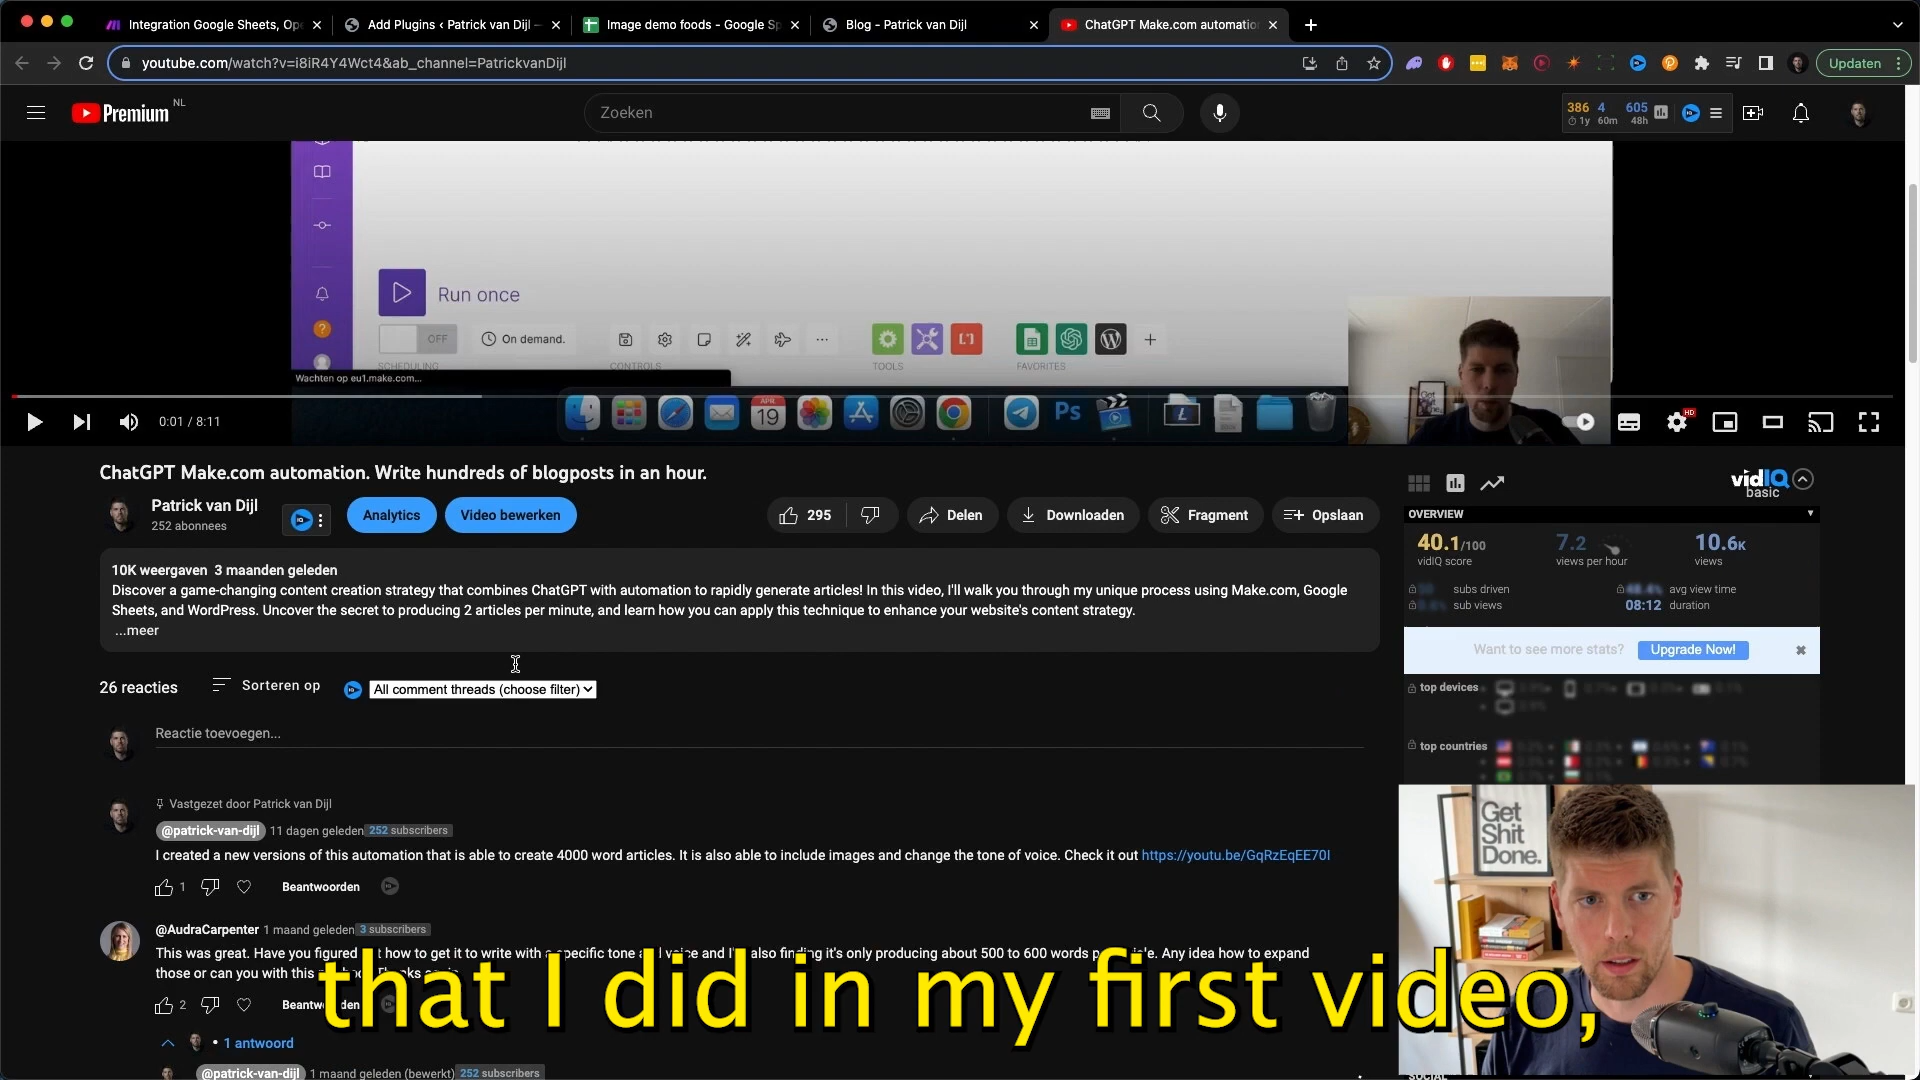 Integration Google Sheets, Ope
Add Plugins ‹ Patrick van Dijl –
Image demo foods - Google Sp
Blog - Patrick van Dijl
ChatGPT Make.com automatio
youtube.com/watch?v=i8iR4Y4Wct4&ab_channel=PatrickvanDijl
Updaten
Premium NL
Zoeken
386 4 605
1y 60m 48h
Run once
OFF
On demand.
SCHEDULING
CONTROLS
TOOLS
FAVORITES
Wachten op eu1.make.com...
APR.
19
Ps
0:01 / 8:11
HD
ChatGPT Make.com automation. Write hundreds of blogposts in an hour.
Patrick van Dijl
252 abonnees
Analytics
Video bewerken
295
Delen
Downloaden
Fragment
Opslaan
10K weergaven 3 maanden geleden
Discover a game-changing content creation strategy that combines ChatGPT with automation to rapidly generate articles! In this video, I'll walk you through my unique process using Make.com, Google
Sheets, and WordPress. Uncover the secret to producing 2 articles per minute, and learn how you can apply this technique to enhance your website's content strategy.
...meer
26 reacties
Sorteren op
All comment threads (choose filter)
Reactie toevoegen...
Vastgezet door Patrick van Dijl
@patrick-van-dijl 11 dagen geleden 252 subscribers
I created a new versions of this automation that is able to create 4000 word articles. It is also able to include images and change the tone of voice. Check it out https://youtu.be/GqRzEqEE70I
1
Beantwoorden
@AudraCarpenter 1 maand geleden 3 subscribers
This was great. Have you figured how to get it to write with a specific tone and voice and I'm also finding it's only producing about 500 to 600 words Any idea how to expand
those or can you with this
2
1 antwoord
@patrick-van-dijl 1 maand geleden (bewerkt) 252 subscribers
vidIQ
basic
OVERVIEW
40.1/100
vidIQ score
7.2
views per hour
10.6K
views
subs driven
avg view time
sub views
08:12 duration
Want to see more stats?
Upgrade Now!
top devices
top countries
Get
Shit
Done.
that I did in my first video,